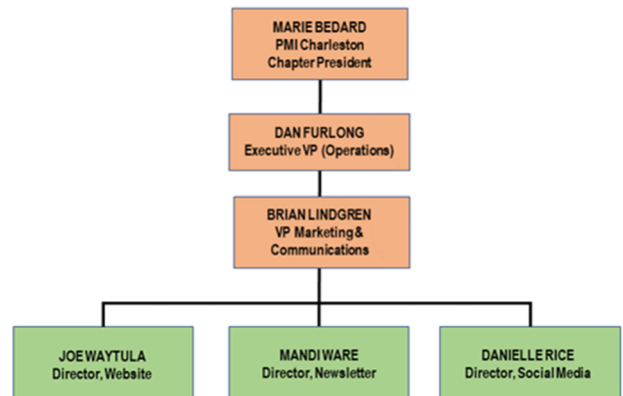 MARIE BEDARD
PMI Charleston
Chapter President
DAN FURLONG
Executive VP (Operations)
BRIAN LINDGREN
VP Marketing &
Communications
JOE WAYTULA
Director, Website
MANDI WARE
Director, Newsletter
DANIELLE RICE
Director, Social Media